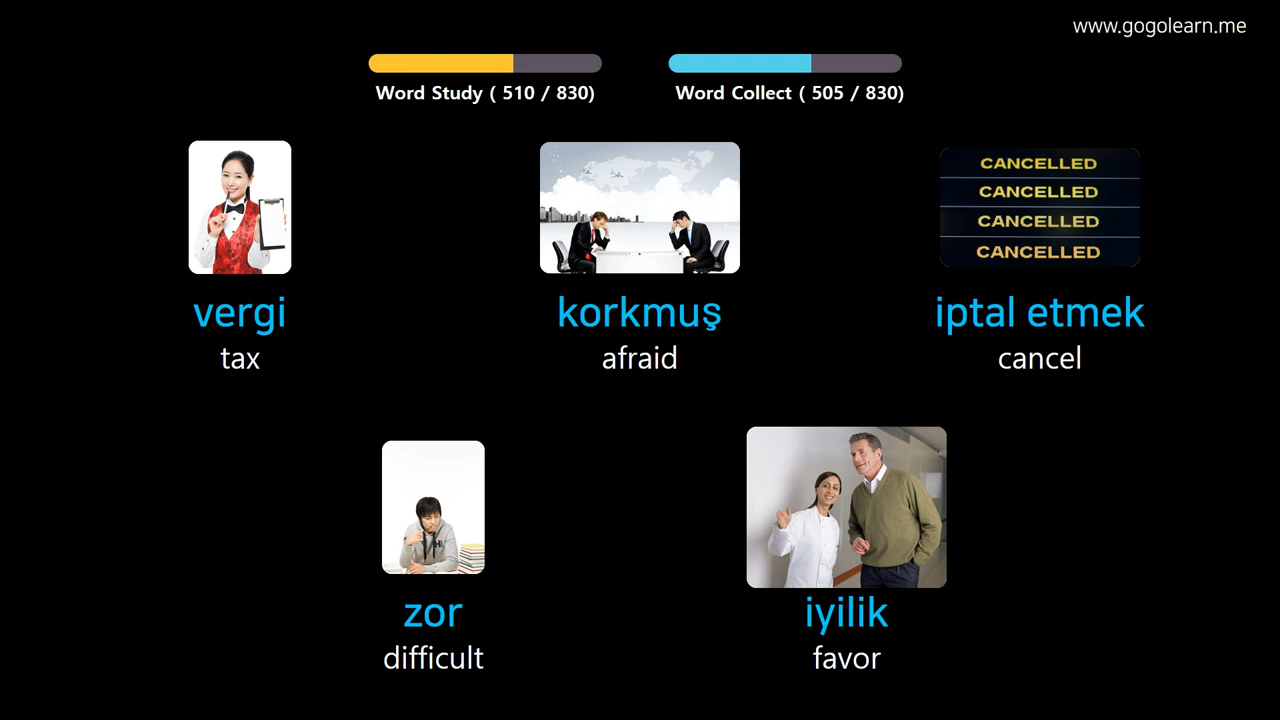 www.gogolearn.me
Word Study ( 510 / 830)
Word Collect ( 505 / 830)
CANCELLED
CANCELLED
CANCELLED
CANCELLED
vergi
tax
korkmuş
afraid
iptal etmek
cancel
zor
difficult
iyilik
favor